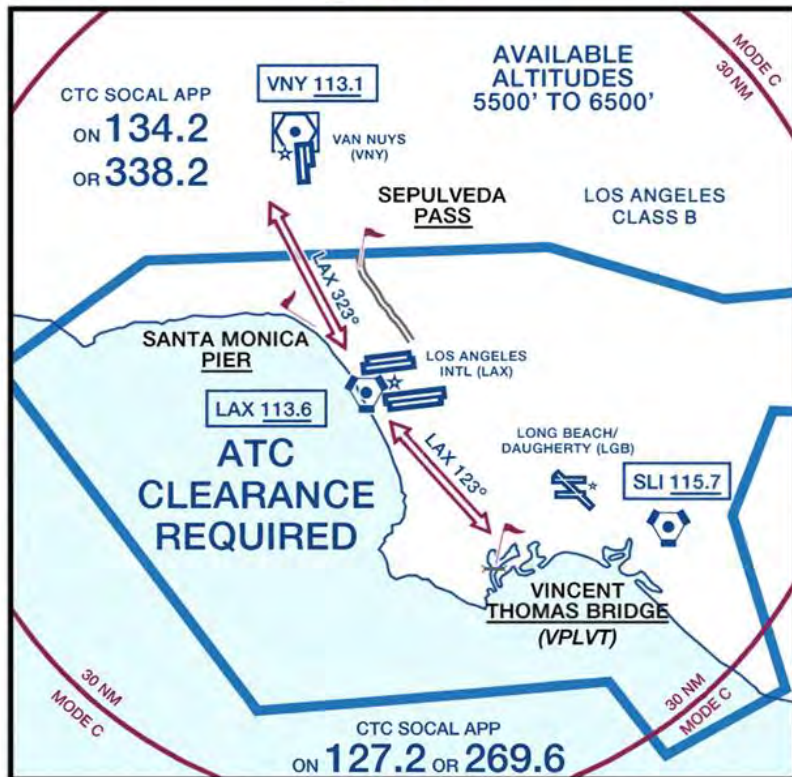 MODE C
30 NM
AVAILABLE
ALTITUDES
5500' TO 6500'
VNY 113.1
CTC SOCAL APP
ON 134.2
OR 338.2
VAN NUYS
(VNY)
SEPULVEDA
PASS
LOS ANGELES
CLASS B
LAX 323°
SANTA MONICA
PIER
LOS ANGELES
INTL (LAX)
LAX 113.6
ATC
CLEARANCE
REQUIRED
LAX 123°
LONG BEACH/
DAUGHERTY (LGB)
SLI 115.7
VINCENT
THOMAS BRIDGE
(VPLVT)
30 NM
MODE C
30 NM
MODE C
CTC SOCAL APP
ON 127.2 OR 269.6